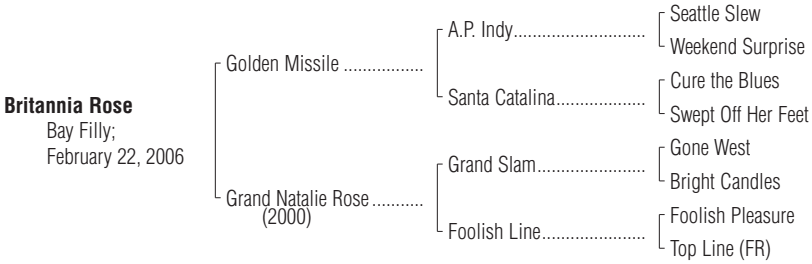 Seattle Slew
A.P. Indy..............................
Weekend Surprise
Golden Missile ..................
Cure the Blues
Santa Catalina....................
Swept Off Her Feet
Britannia Rose
Bay Filly;
February 22, 2006
Gone West
Grand Slam........................
Bright Candles
Grand Natalie Rose ...........
(2000)
Foolish Pleasure
Foolish Line.......................
Top Line (FR)